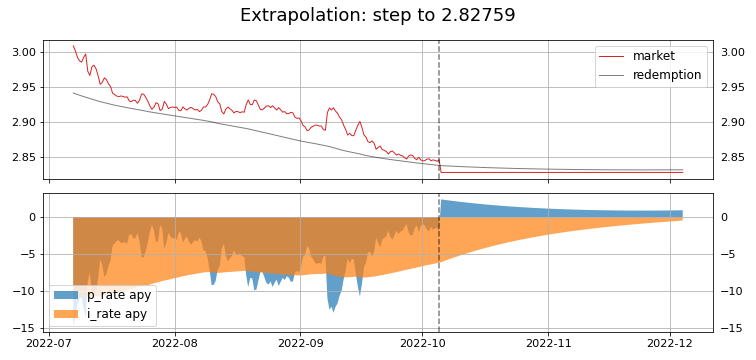 Extrapolation: step to 2.82759
3.00
2.95
2.90
2.85
3.00
2.95
2.90
2.85
market
redemption
0
−5
−10
−15
0
−5
−10
−15
p_rate apy
i_rate apy
2022-07 2022-08 2022-09 2022-10 2022-11 2022-12